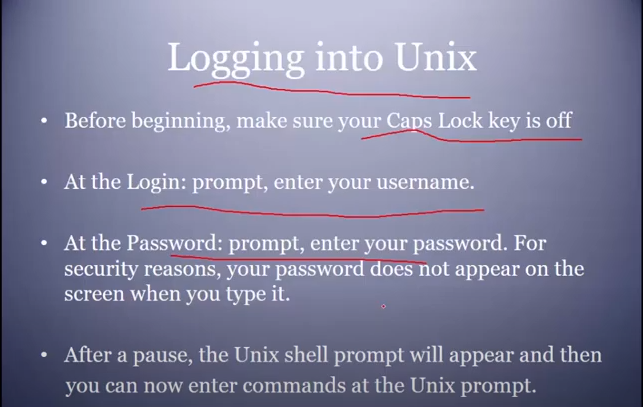 Logging into Unix
• Before beginning, make sure your Caps Lock key is off
• At the Login: prompt, enter your username.
• At the Password: prompt, enter your password. For
security reasons, your password does not appear on the
screen when you type it.
• After a pause, the Unix shell prompt will appear and then
you can now enter commands at the Unix prompt.